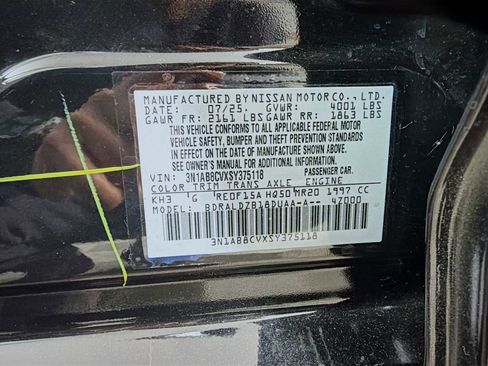 MANUFACTURED BY NISSAN MOTOR CO., LTD.
DATE: 07/25 GVWR: 4001 LBS
GAWR FR: 2161 LBS GAWR RR: 1863 LBS
THIS VEHICLE CONFORMS TO ALL APPLICABLE FEDERAL MOTOR
VEHICLE SAFETY, BUMPER, AND THEFT PREVENTION STANDARDS
IN EFFECT ON THE DATE OF MANUFACTURE SHOWN ABOVE. SEE
OWNER'S MANUAL FOR ADDITIONAL INFORMATION.
VIN: 3N1AB8CVXSY375118 PASSENGER CAR.
COLOR TRIM TRANS AXLE ENGINE
KH3 G RE0F15A HQ50 MR20 1997 CC
MODEL: BDRALDZB18DUAA-A-- 4Z000
3N1AB8CVXSY375118